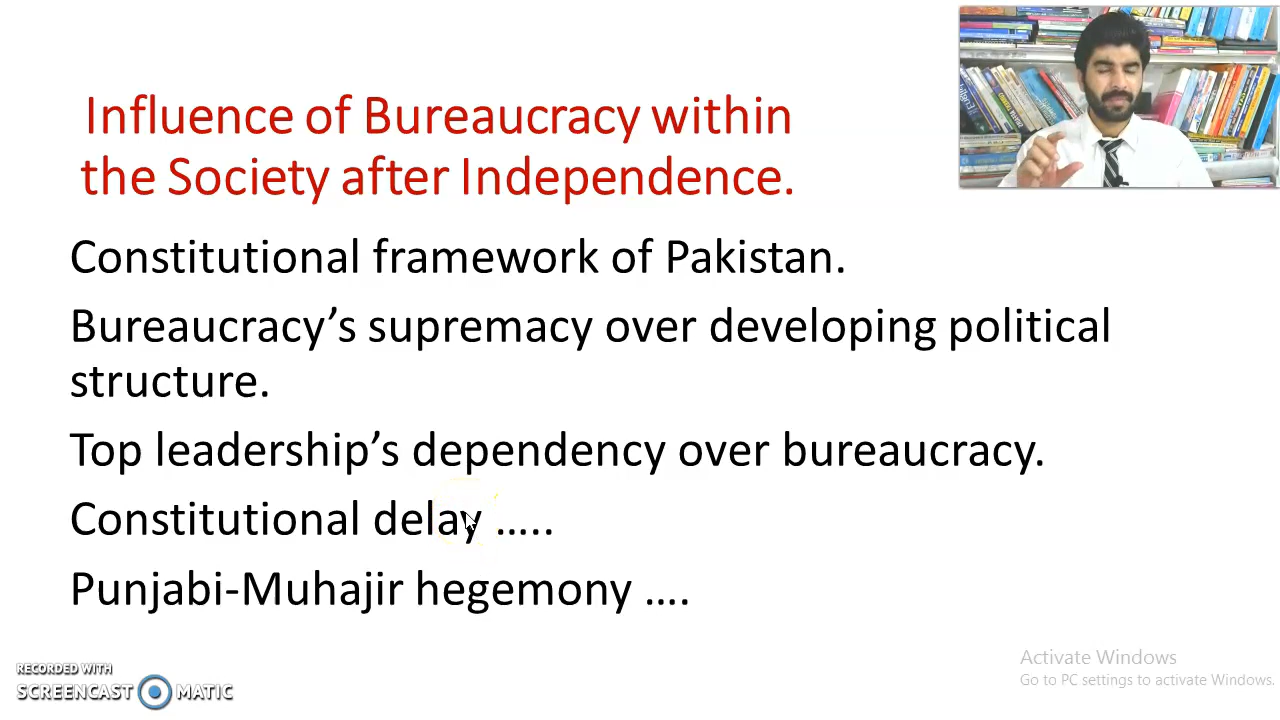 Influence of Bureaucracy within
the Society after Independence.
Constitutional framework of Pakistan.
Bureaucracy’s supremacy over developing political
structure.
Top leadership’s dependency over bureaucracy.
Constitutional delay …..
Punjabi-Muhajir hegemony ….
Activate Windows
Go to PC settings to activate Windows.
RECORDED WITH
SCREENCAST MATIC